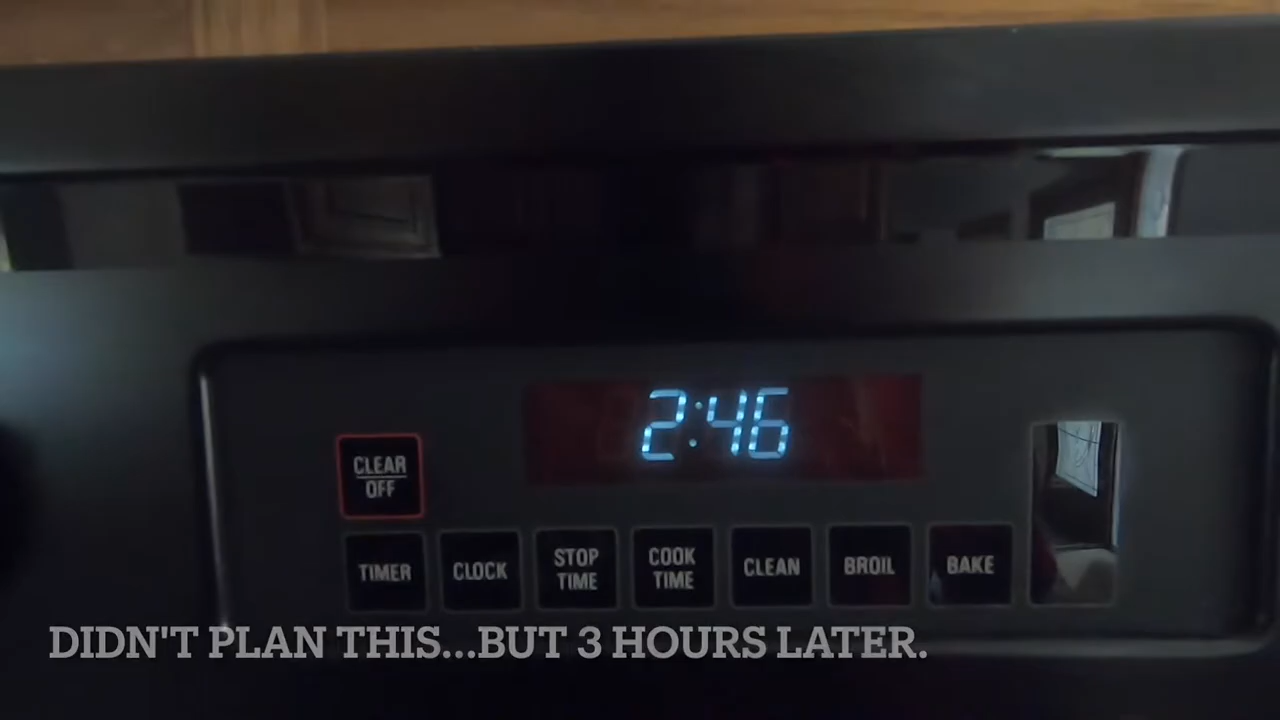 2:46
CLEAR
OFF
TIMER
CLOCK
STOP
TIME
COOK
TIME
CLEAN
BROIL
BAKE
DIDN'T PLAN THIS...BUT 3 HOURS LATER.